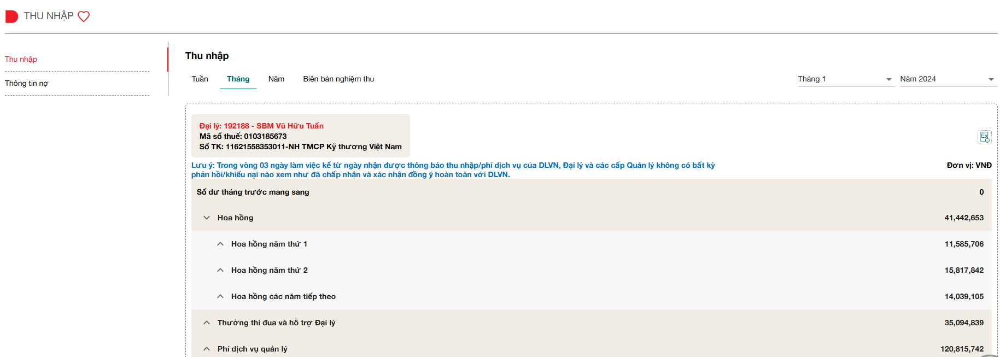 THU NHẬP
Thu nhập
Thông tin nợ
Thu nhập
Tuần Tháng Năm Biên bản nghiệm thu
Tháng 1 Năm 2024
Đại lý: 192188 - SBM Vũ Hữu Tuấn
Mã số thuế: 0103185673
Số TK: 11621558353011-NH TMCP Kỹ thương Việt Nam
Lưu ý: Trong vòng 03 ngày làm việc kể từ ngày nhận được thông báo thu nhập/phí dịch vụ của DLVN, Đại lý và các cấp Quản lý không có bất kỳ
phản hồi/khiếu nại nào xem như đã chấp nhận và xác nhận đồng ý hoàn toàn với DLVN.
Đơn vị: VNĐ
Số dư tháng trước mang sang 0
Hoa hồng 41,442,653
Hoa hồng năm thứ 1 11,585,706
Hoa hồng năm thứ 2 15,817,842
Hoa hồng các năm tiếp theo 14,039,105
Thưởng thi đua và hỗ trợ Đại lý 35,094,839
Phí dịch vụ quản lý 120,815,742